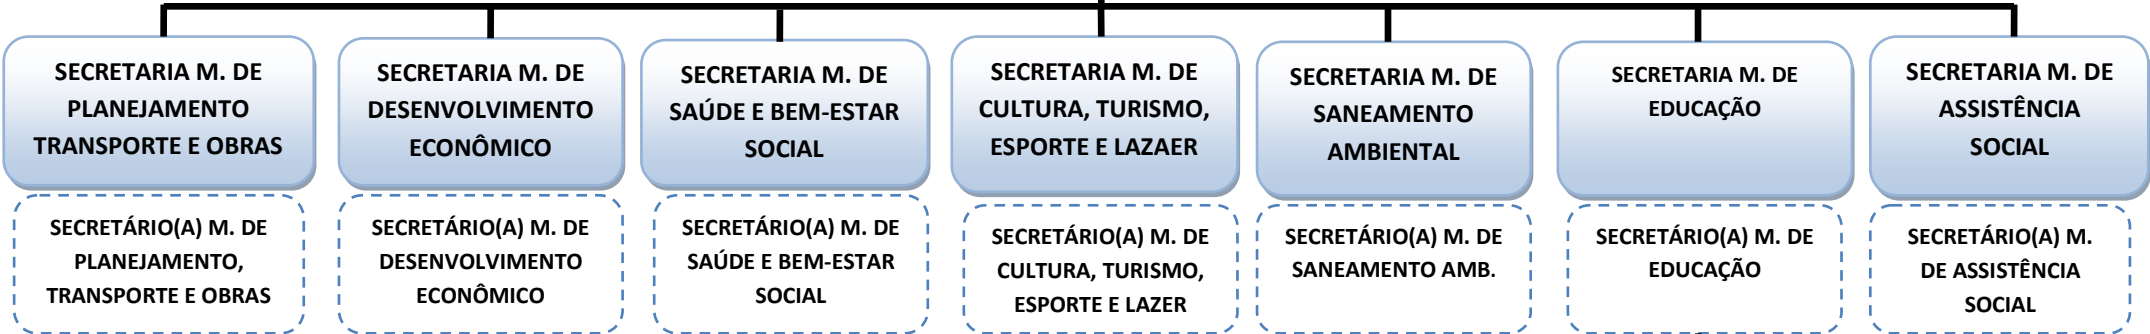 SECRETARIA M. DE
PLANEJAMENTO
TRANSPORTE E OBRAS
SECRETARIA M. DE
DESENVOLVIMENTO
ECONÔMICO
SECRETARIA M. DE
SAÚDE E BEM-ESTAR
SOCIAL
SECRETARIA M. DE
CULTURA, TURISMO,
ESPORTE E LAZAER
SECRETARIA M. DE
SANEAMENTO
AMBIENTAL
SECRETARIA M. DE
EDUCAÇÃO
SECRETARIA M. DE
ASSISTÊNCIA
SOCIAL
SECRETÁRIO(A) M. DE
PLANEJAMENTO,
TRANSPORTE E OBRAS
SECRETÁRIO(A) M. DE
DESENVOLVIMENTO
ECONÔMICO
SECRETÁRIO(A) M. DE
SAÚDE E BEM-ESTAR
SOCIAL
SECRETÁRIO(A) M. DE
CULTURA, TURISMO,
ESPORTE E LAZER
SECRETÁRIO(A) M. DE
SANEAMENTO AMB.
SECRETÁRIO(A) M. DE
EDUCAÇÃO
SECRETÁRIO(A) M.
DE ASSISTÊNCIA
SOCIAL